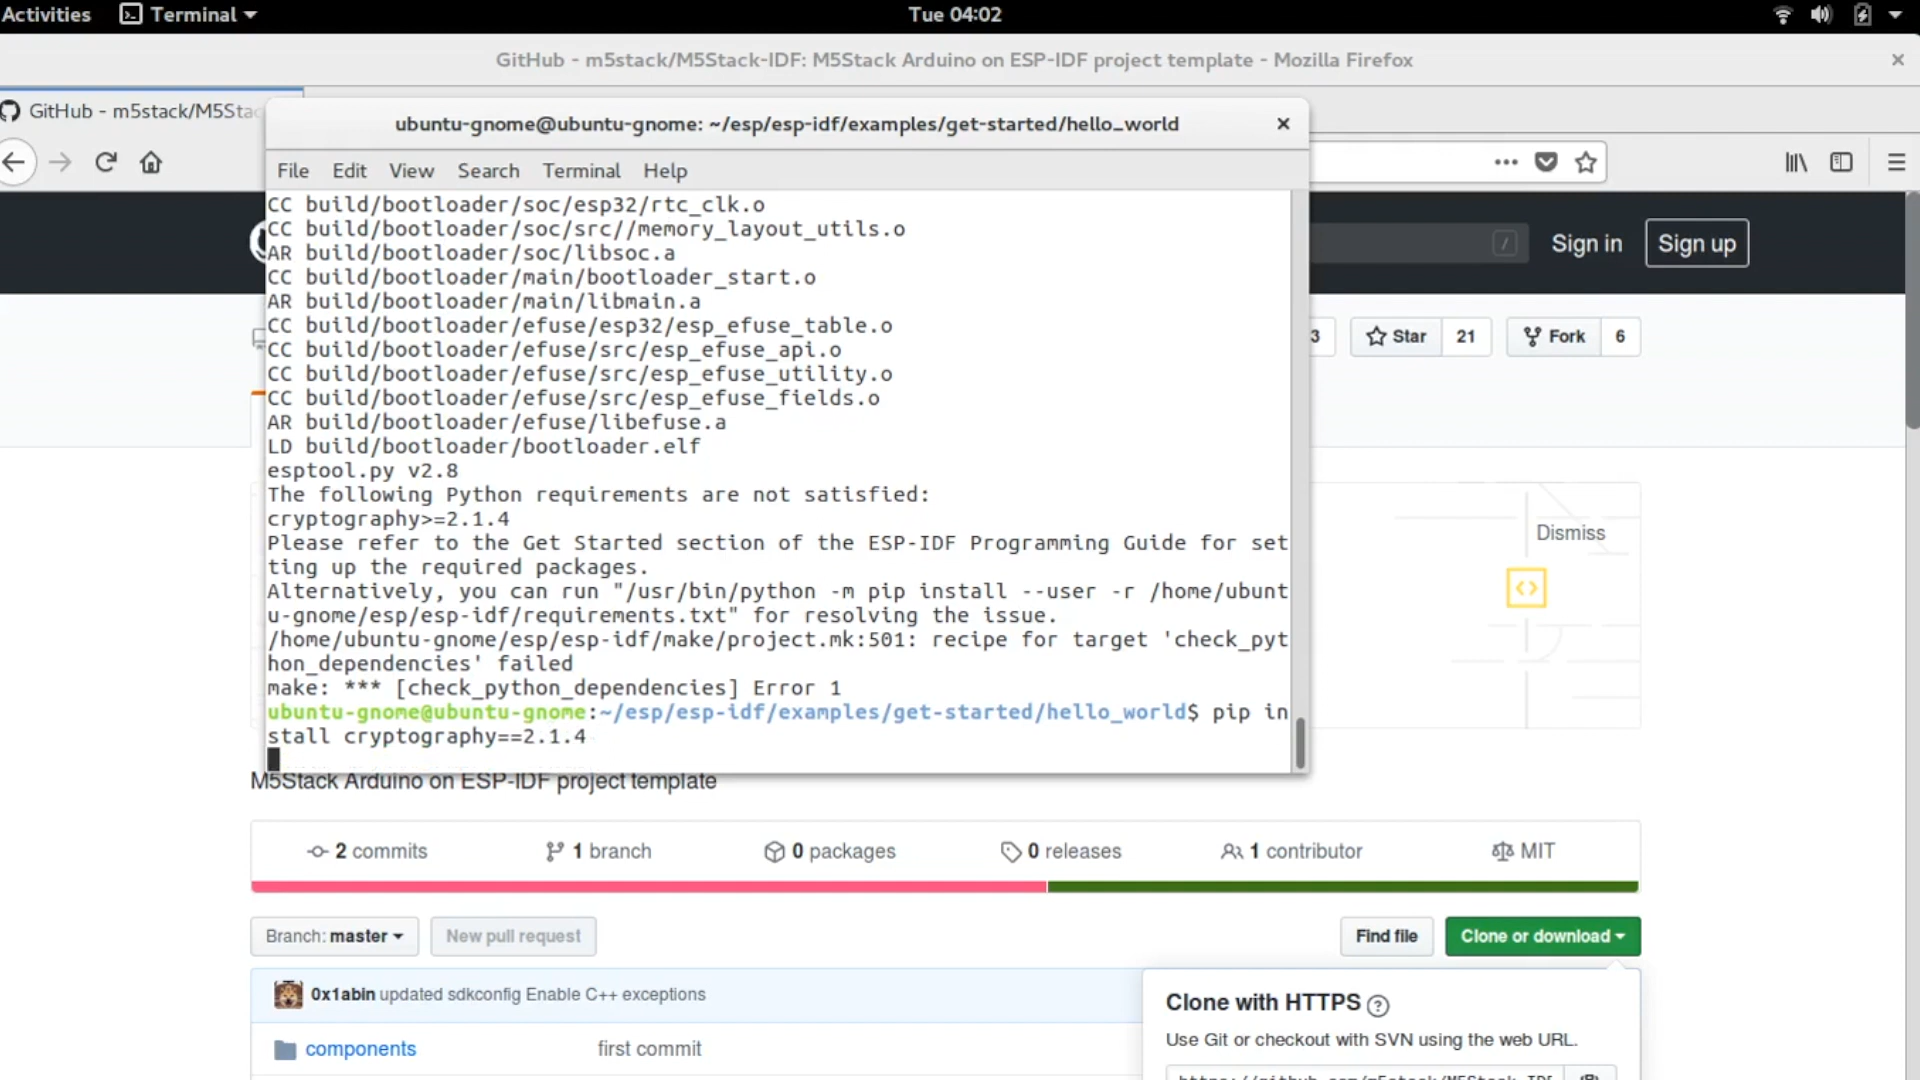 Activities
Terminal
Tue 04:02
GitHub - m5stack/M5Stack-IDF: M5Stack Arduino on ESP-IDF project template - Mozilla Firefox
GitHub - m5stack/M5Stac
ubuntu-gnome@ubuntu-gnome: ~/esp/esp-idf/examples/get-started/hello_world
File Edit View Search Terminal Help
CC build/bootloader/soc/esp32/rtc_clk.o
CC build/bootloader/soc/src//memory_layout_utils.o
AR build/bootloader/soc/libsoc.a
CC build/bootloader/main/bootloader_start.o
AR build/bootloader/main/libmain.a
CC build/bootloader/efuse/esp32/esp_efuse_table.o
CC build/bootloader/efuse/src/esp_efuse_api.o
CC build/bootloader/efuse/src/esp_efuse_utility.o
CC build/bootloader/efuse/src/esp_efuse_fields.o
AR build/bootloader/efuse/libefuse.a
LD build/bootloader/bootloader.elf
esptool.py v2.8
The following Python requirements are not satisfied:
cryptography>=2.1.4
Please refer to the Get Started section of the ESP-IDF Programming Guide for set
ting up the required packages.
Alternatively, you can run "/usr/bin/python -m pip install --user -r /home/ubunt
u-gnome/esp/esp-idf/requirements.txt" for resolving the issue.
/home/ubuntu-gnome/esp/esp-idf/make/project.mk:501: recipe for target 'check_pyt
hon_dependencies' failed
make: *** [check_python_dependencies] Error 1
ubuntu-gnome@ubuntu-gnome:~/esp/esp-idf/examples/get-started/hello_world$ pip in
stall cryptography==2.1.4
/
Sign in
Sign up
3
Star 21
Fork 6
Dismiss
M5Stack Arduino on ESP-IDF project template
2 commits
1 branch
0 packages
0 releases
1 contributor
MIT
Branch: master
New pull request
Find file
Clone or download
0x1abin updated sdkconfig Enable C++ exceptions
components
first commit
Clone with HTTPS
Use Git or checkout with SVN using the web URL.